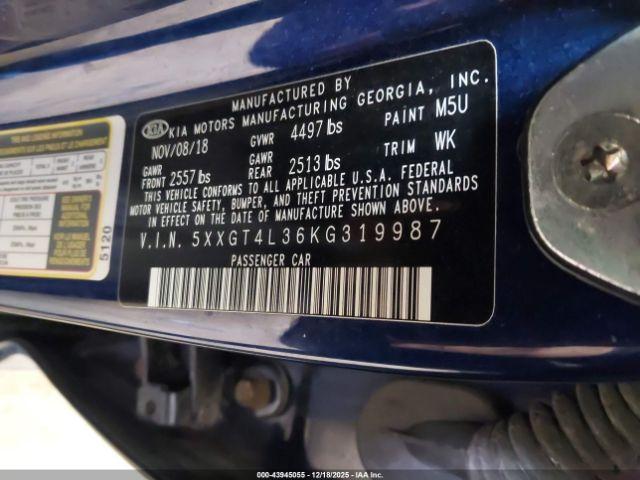 MANUFACTURED BY
KIA KIA MOTORS MANUFACTURING GEORGIA, INC.
NOV/08/18 GVWR 4497 lbs PAINT M5U
GAWR FRONT 2557 lbs GAWR REAR 2513 lbs TRIM WK
THIS VEHICLE CONFORMS TO ALL APPLICABLE U.S.A. FEDERAL
MOTOR VEHICLE SAFETY, BUMPER, AND THEFT PREVENTION STANDARDS
IN EFFECT ON THE DATE OF MANUFACTURE SHOWN ABOVE.
V.I.N. 5XXGT4L36KG319987
PASSENGER CAR
5120
000-43945055 - 12/18/2025 - IAA Inc.